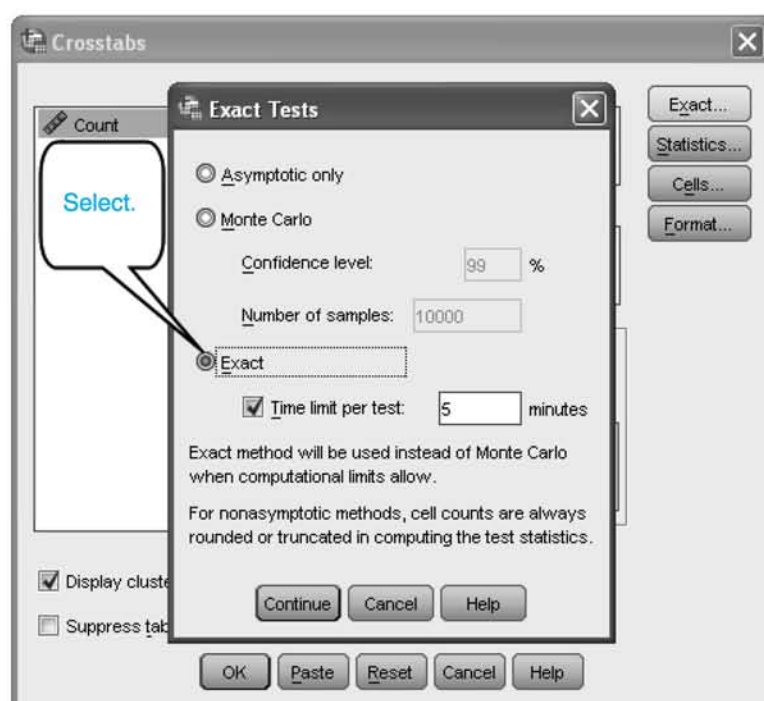 Crosstabs
Exact Tests
Count
Select.
Asymptotic only
Monte Carlo
Confidence level: 99 %
Number of samples: 10000
Exact
Time limit per test: 5 minutes
Exact method will be used instead of Monte Carlo
when computational limits allow.
For nonasymptotic methods, cell counts are always
rounded or truncated in computing the test statistics.
Continue Cancel Help
Exact...
Statistics...
Cells...
Format...
Display cluste
Suppress tab
OK Paste Reset Cancel Help